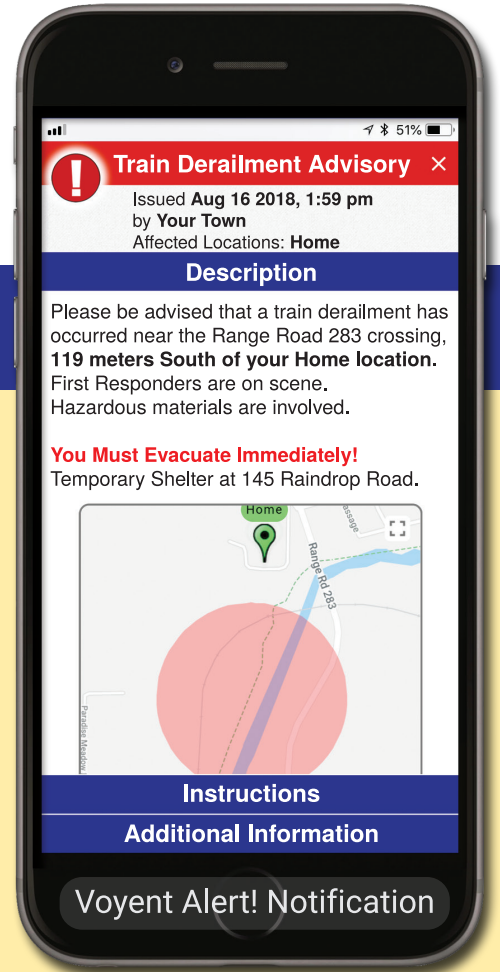 51%
Train Derailment Advisory ×
Issued Aug 16 2018, 1:59 pm
by Your Town
Affected Locations: Home
Description
Please be advised that a train derailment has
occurred near the Range Road 283 crossing,
119 meters South of your Home location.
First Responders are on scene.
Hazardous materials are involved.
You Must Evacuate Immediately!
Temporary Shelter at 145 Raindrop Road.
Home
Range Rd 283
Paradise Meadow
Instructions
Additional Information
Voyent Alert! Notification